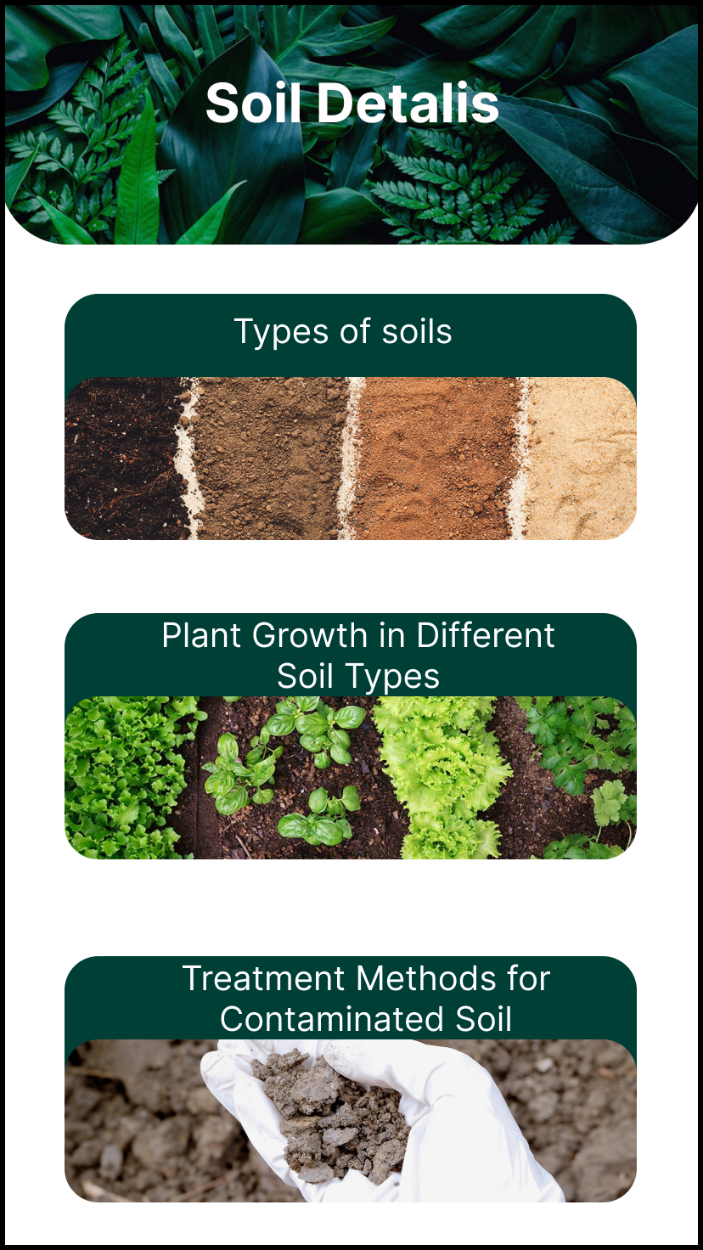 Soil Detalis
Types of soils
Plant Growth in Different
Soil Types
Treatment Methods for
Contaminated Soil